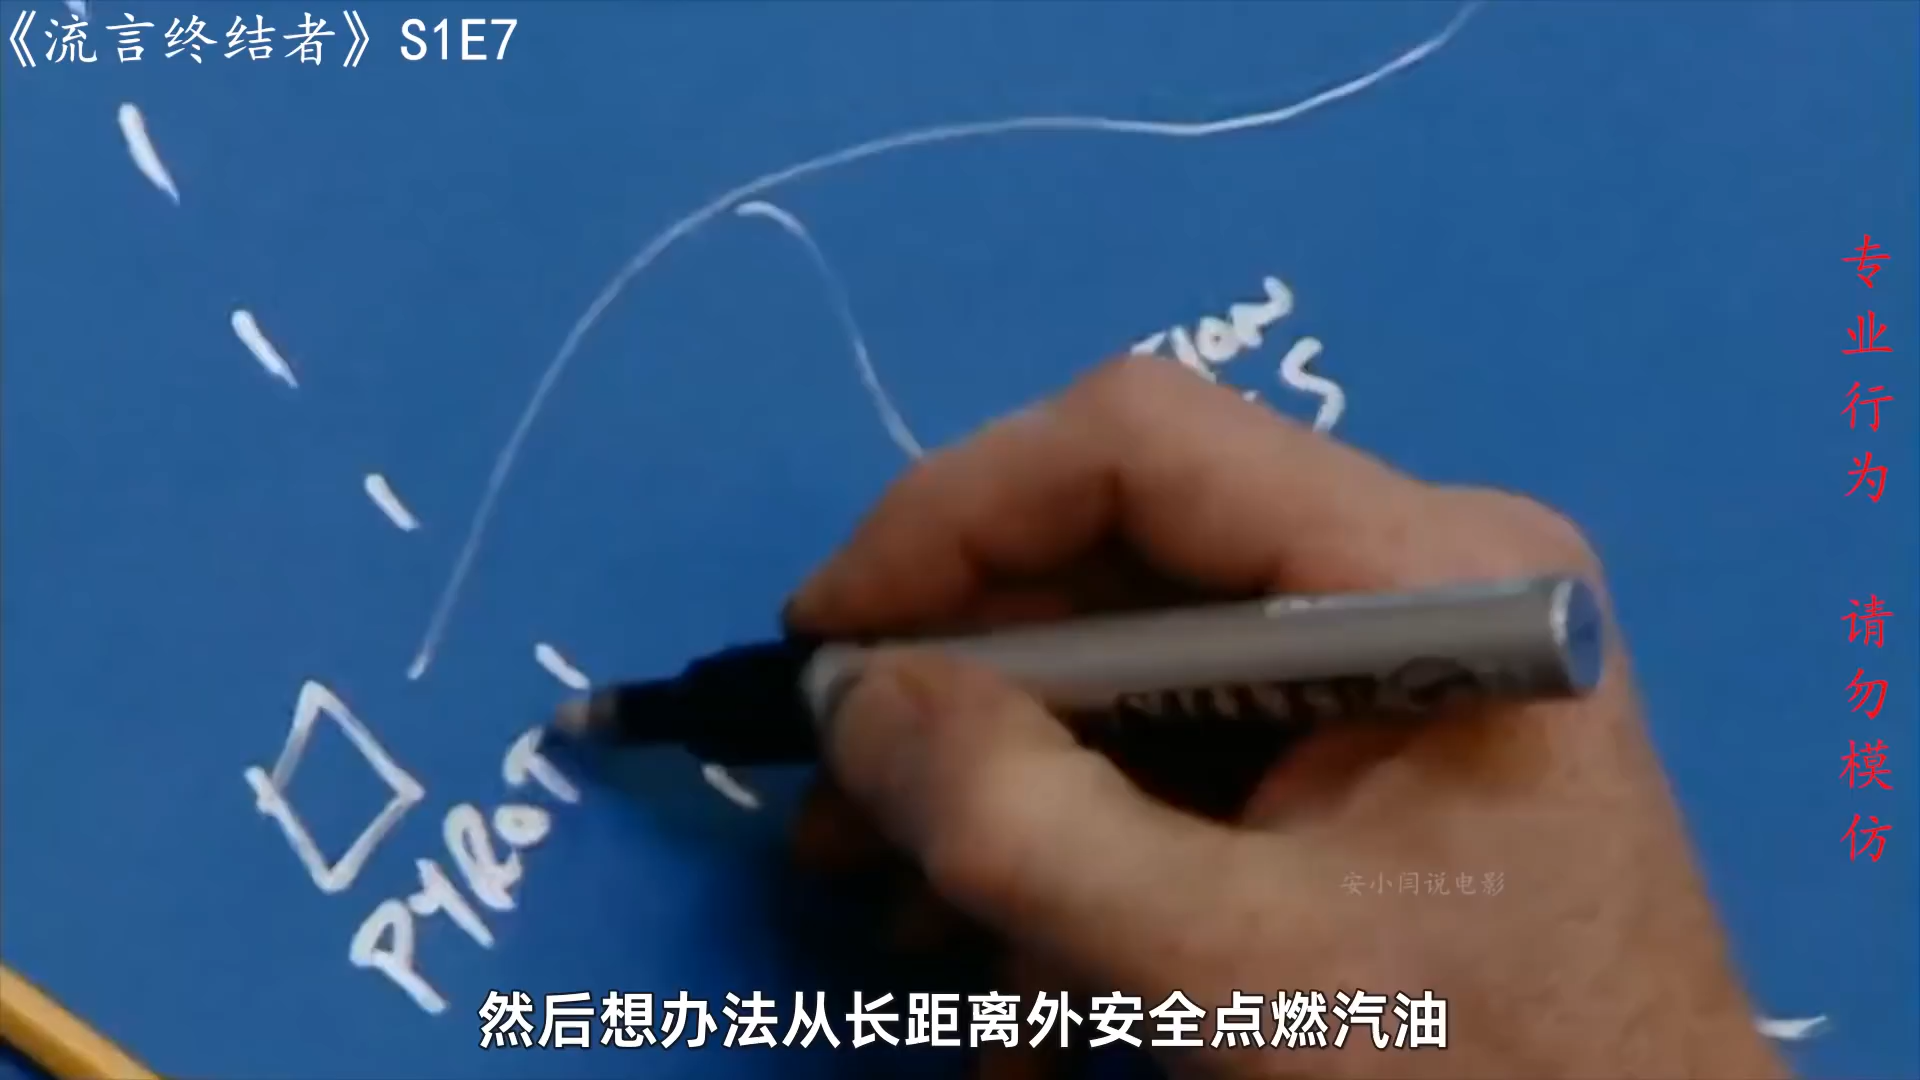 《流言终结者》S1E7
专业行为 请勿模仿
PYROT
安小闫说电影
然后想办法从长距离外安全点燃汽油